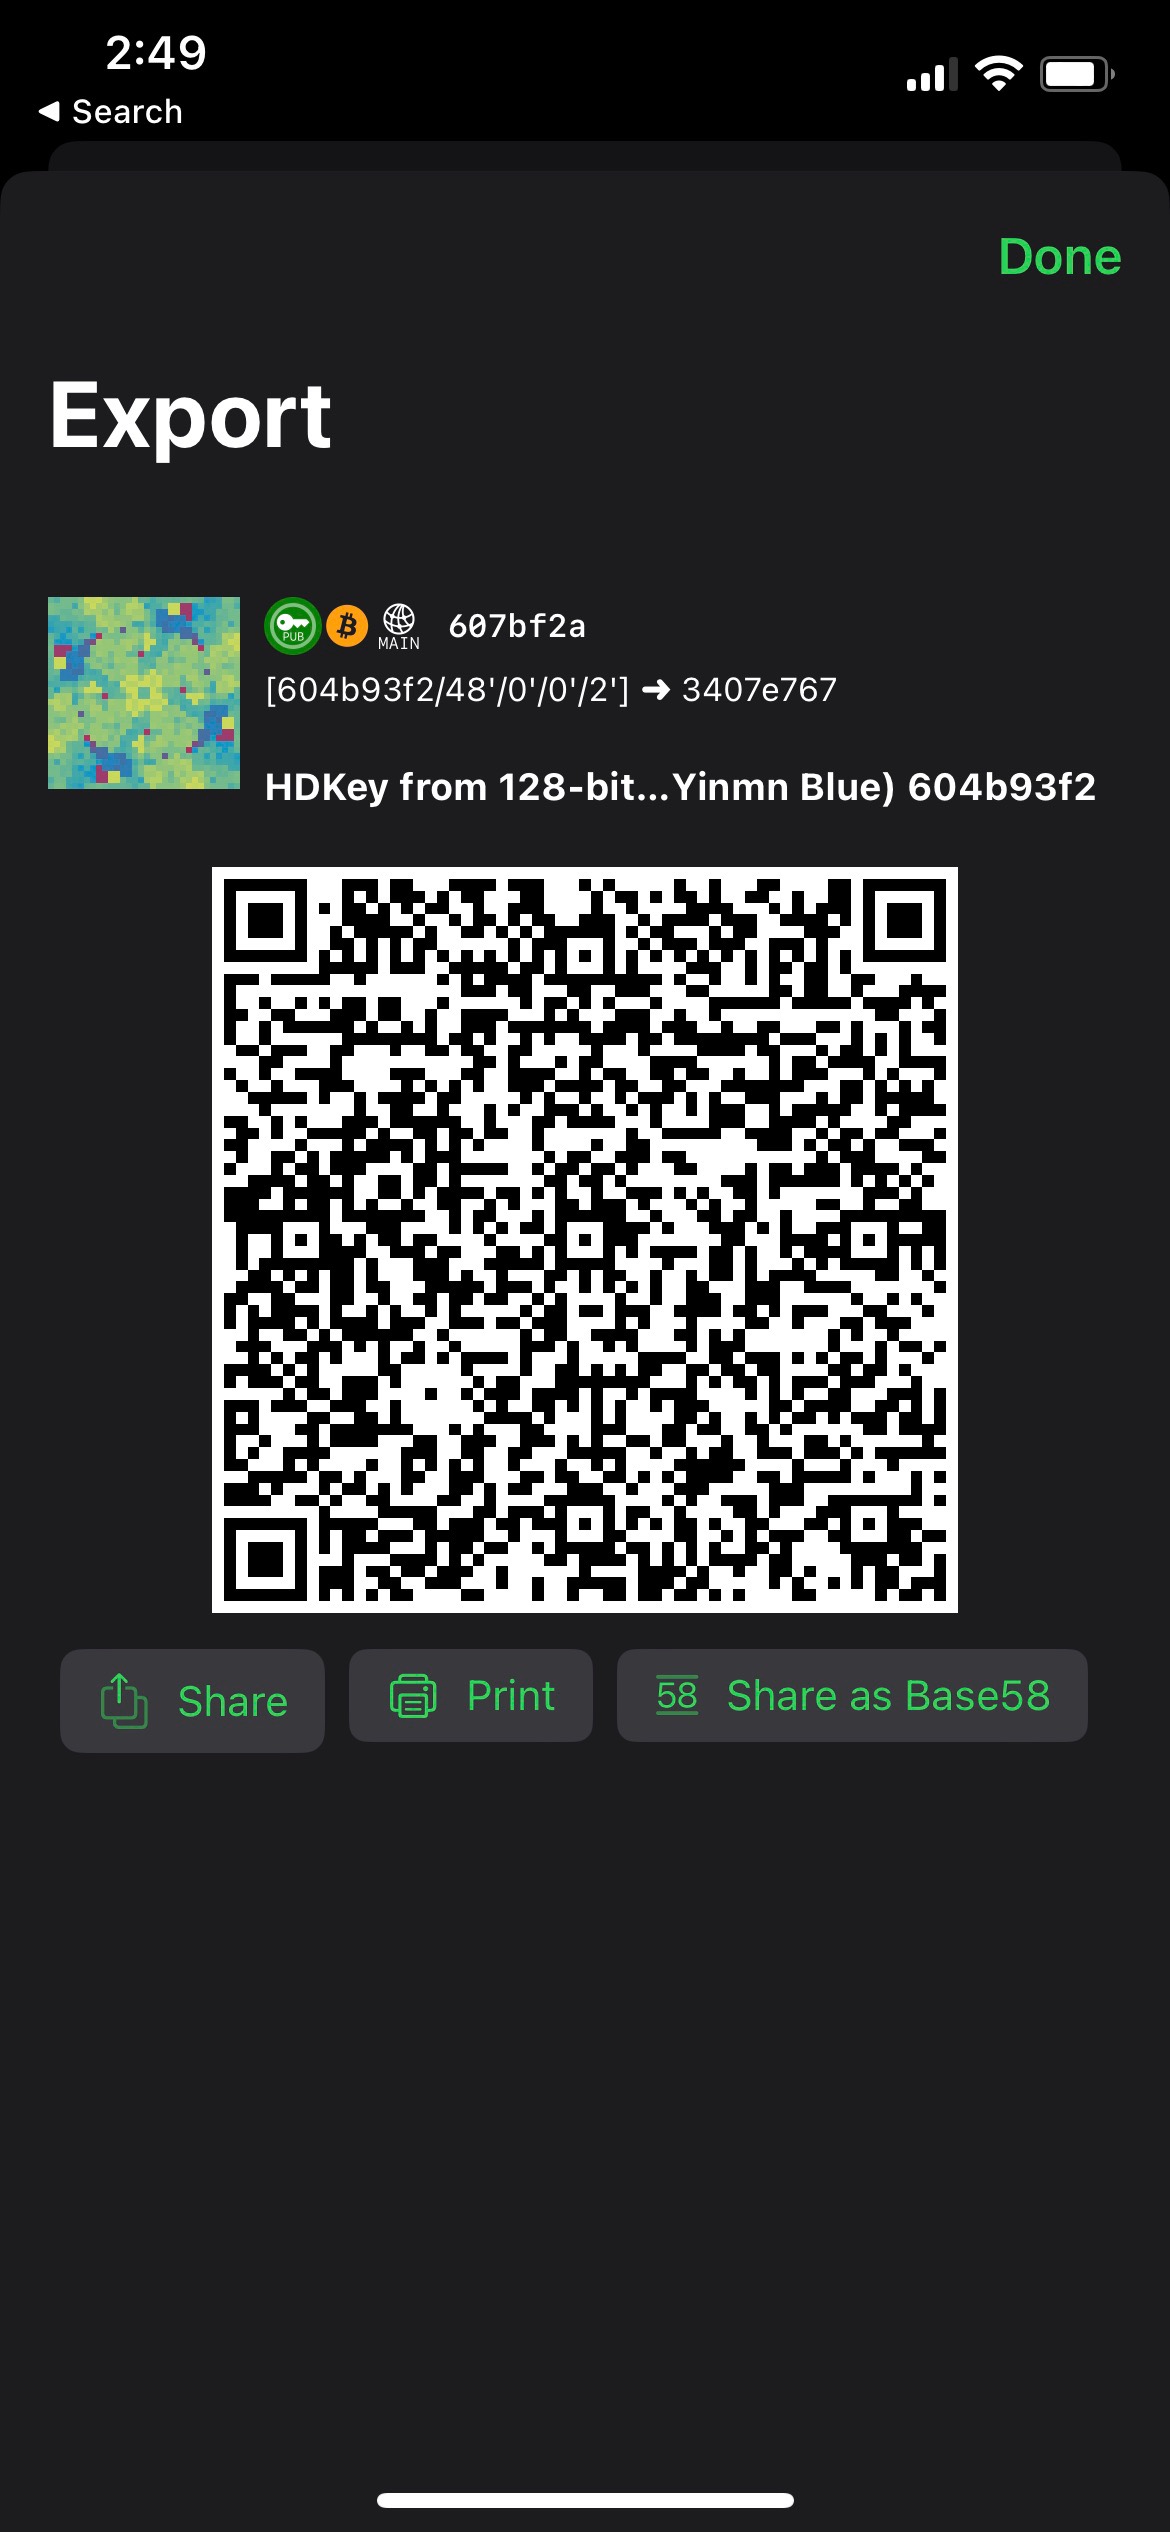 2:49
Search
Done
Export
PUB
MAIN
607bf2a
[604b93f2/48'/0'/0'/2'] ➜ 3407e767
HDKey from 128-bit...Yinmn Blue) 604b93f2
Share
Print
58
Share as Base58